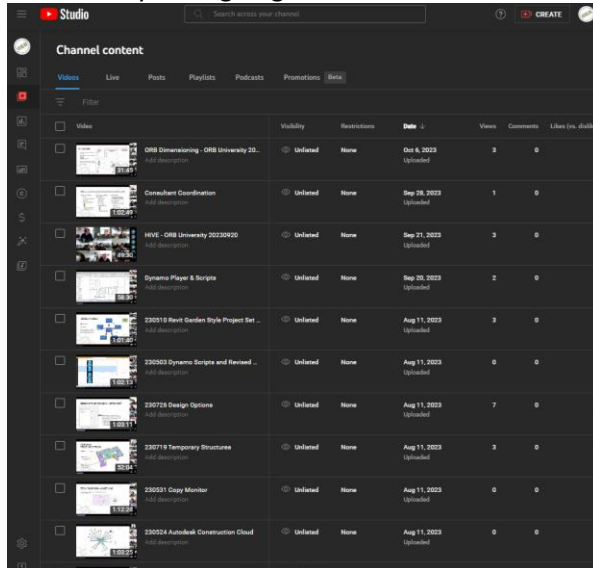 Studio
Search across your channel
CREATE
Channel content
Videos Live Posts Playlists Podcasts Promotions Beta
Filter
Video Visibility Restrictions Date ↓ Views Comments Likes (vs. dislik
ORB Dimensioning - ORB University 20... Unlisted None Oct 6, 2023 3 0
Add description Uploaded
31:45
Consultant Coordination Unlisted None Sep 28, 2023 1 0
Add description Uploaded
1:02:49
HIVE - ORB University 20230920 Unlisted None Sep 21, 2023 3 0
Add description Uploaded
49:30
Dynamo Player & Scripts Unlisted None Sep 20, 2023 2 0
Add description Uploaded
58:30
230510 Revit Garden Style Project Set ... Unlisted None Aug 11, 2023 3 0
Add description Uploaded
1:01:40
230503 Dynamo Scripts and Revised ... Unlisted None Aug 11, 2023 0 0
Add description Uploaded
1:02:13
230726 Design Options Unlisted None Aug 11, 2023 7 0
Add description Uploaded
1:03:11
230719 Temporary Structures Unlisted None Aug 11, 2023 3 0
Add description Uploaded
52:04
230531 Copy Monitor Unlisted None Aug 11, 2023 0 0
Add description Uploaded
1:12:28
230524 Autodesk Construction Cloud Unlisted None Aug 11, 2023 0 0
Add description Uploaded
1:03:25